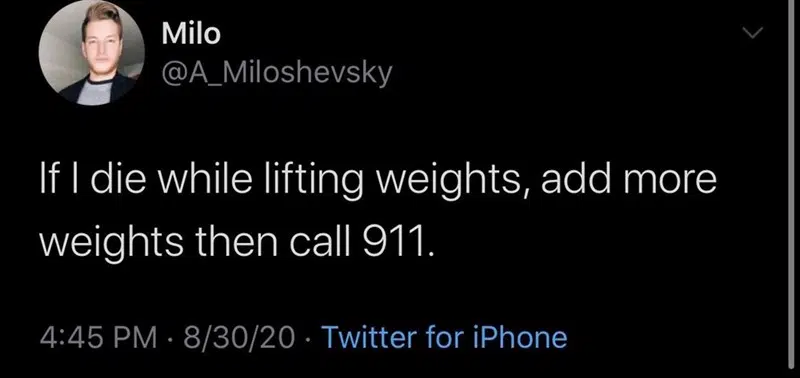 Milo
@A_Miloshevsky
If I die while lifting weights, add more
weights then call 911.
4:45 PM · 8/30/20 · Twitter for iPhone